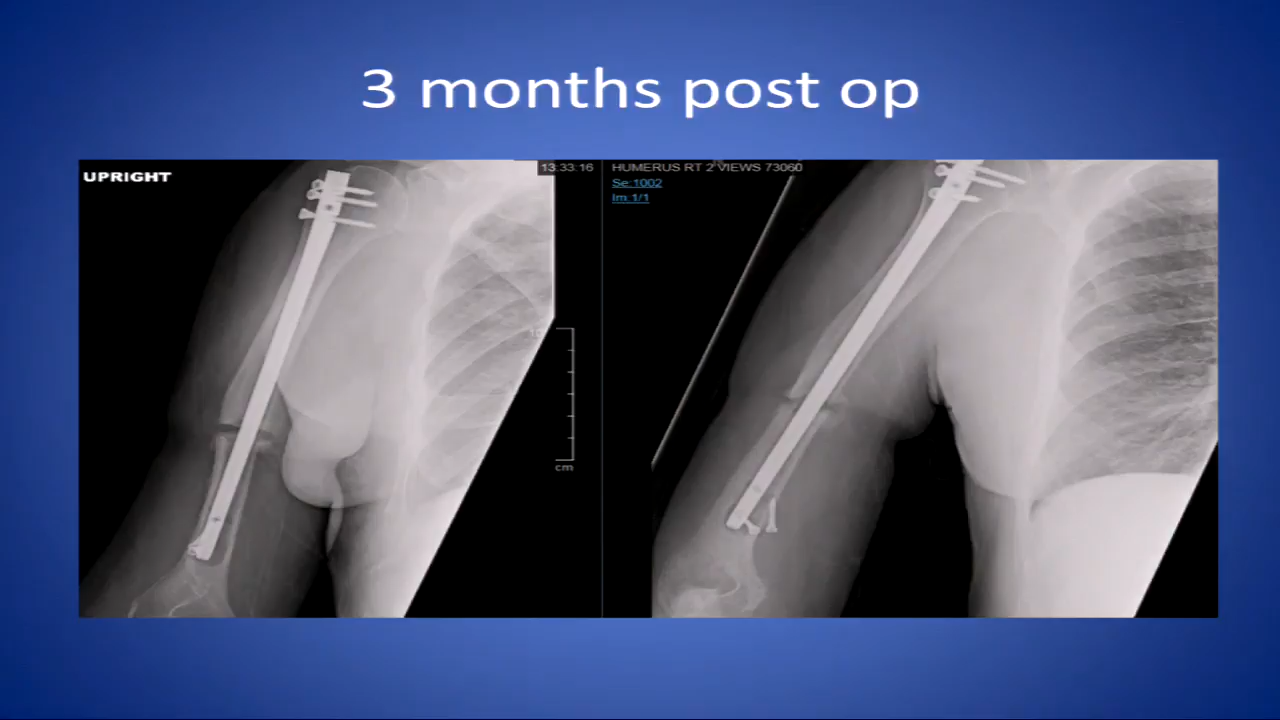 3 months post op
UPRIGHT
13:33:16
HUMERUS RT 2 VIEWS 73060
Se:1002
Im:1/1
cm